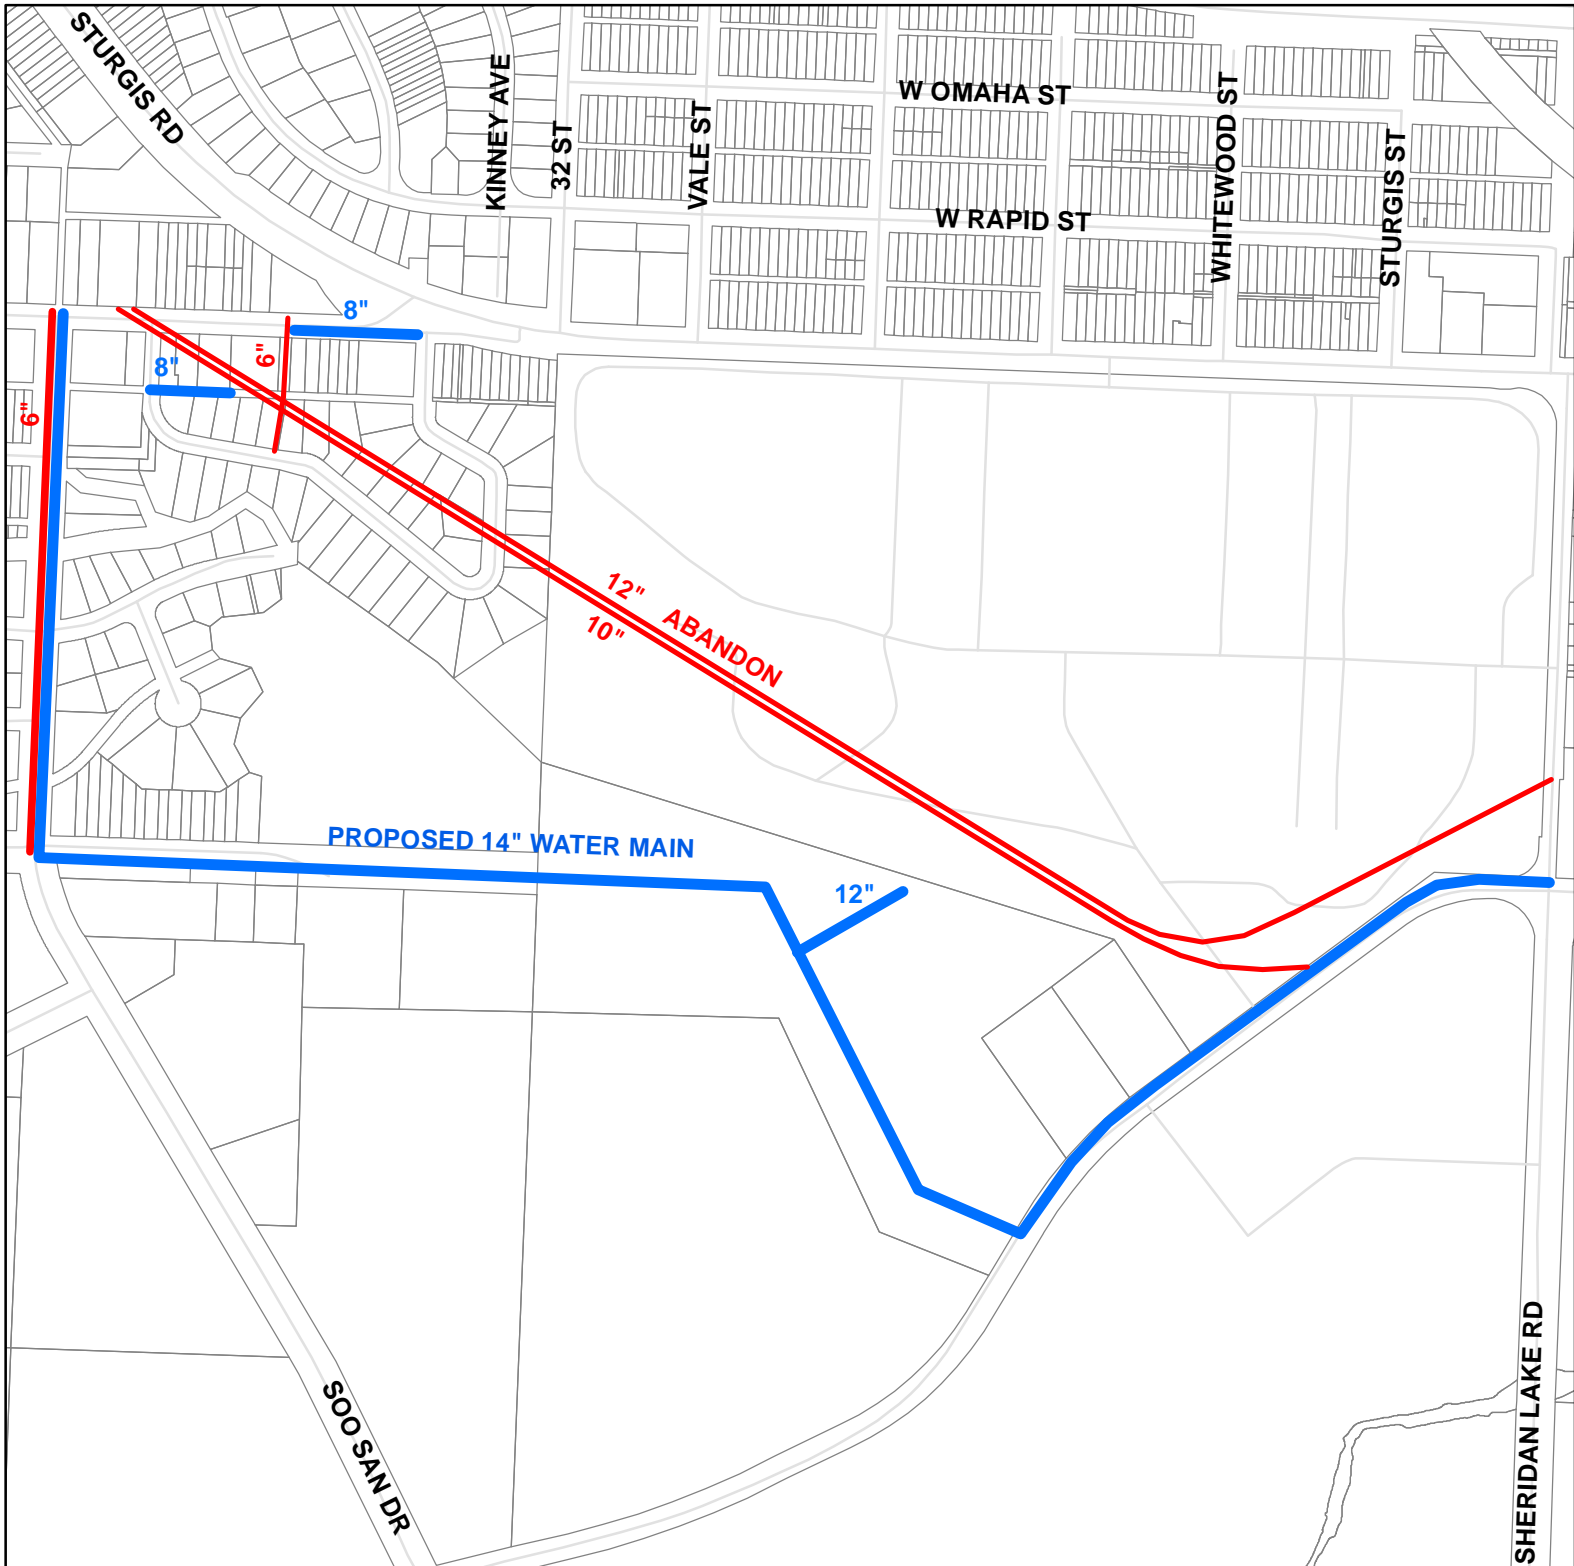 STURGIS RD
KINNEY AVE
32 ST
VALE ST
W OMAHA ST
W RAPID ST
WHITEWOOD ST
STURGIS ST
8"
6"
8"
6"
12" ABANDON
10"
PROPOSED 14" WATER MAIN
12"
SOO SAN DR
SHERIDAN LAKE RD